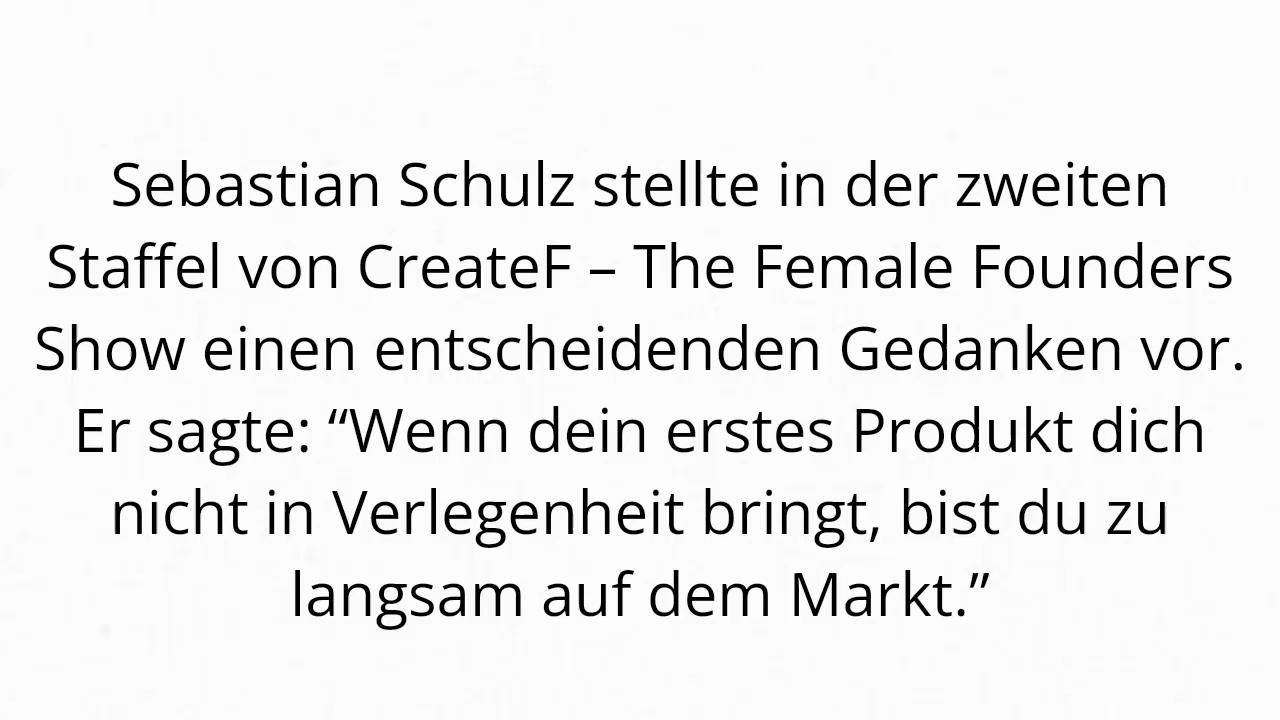 Sebastian Schulz stellte in der zweiten
Staffel von CreateF – The Female Founders
Show einen entscheidenden Gedanken vor.
Er sagte: “Wenn dein erstes Produkt dich
nicht in Verlegenheit bringt, bist du zu
langsam auf dem Markt.”